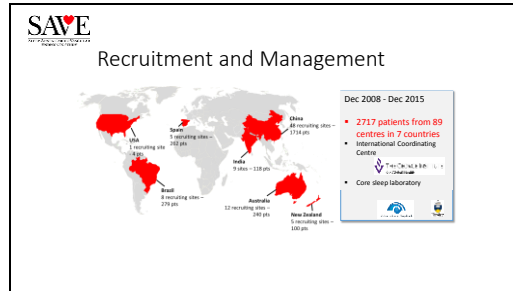 SAVE
Recruitment and Management
USA
1 recruiting site
- 4 pts
Spain
5 recruiting sites –
262 pts
China
48 recruiting sites –
1714 pts
India
9 sites – 118 pts
Brazil
8 recruiting sites –
279 pts
Australia
12 recruiting sites –
240 pts
New Zealand
5 recruiting sites –
100 pts
Dec 2008 - Dec 2015
▪ 2717 patients from 89
centres in 7 countries
▪ International Coordinating
Centre
▪ Core sleep laboratory